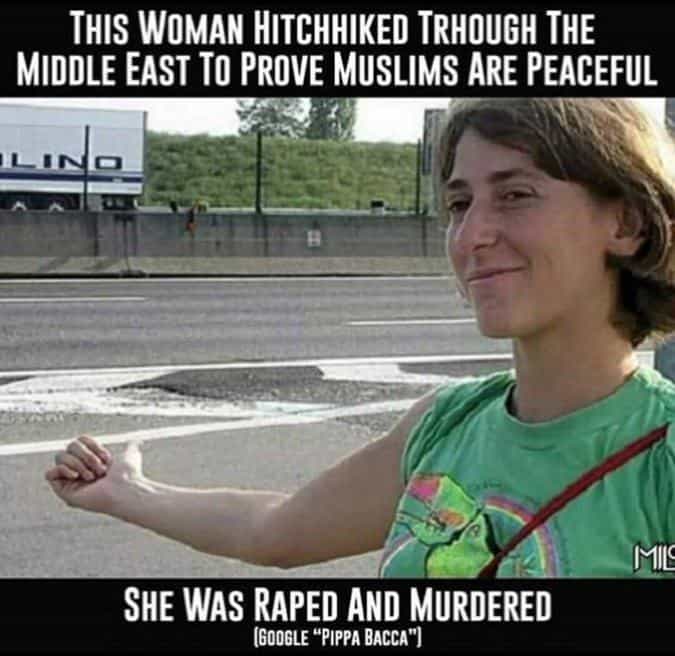 THIS WOMAN HITCHHIKED TRHOUGH THE
MIDDLE EAST TO PROVE MUSLIMS ARE PEACEFUL
LINO
MILO
SHE WAS RAPED AND MURDERED
(GOOGLE "PIPPA BACCA")